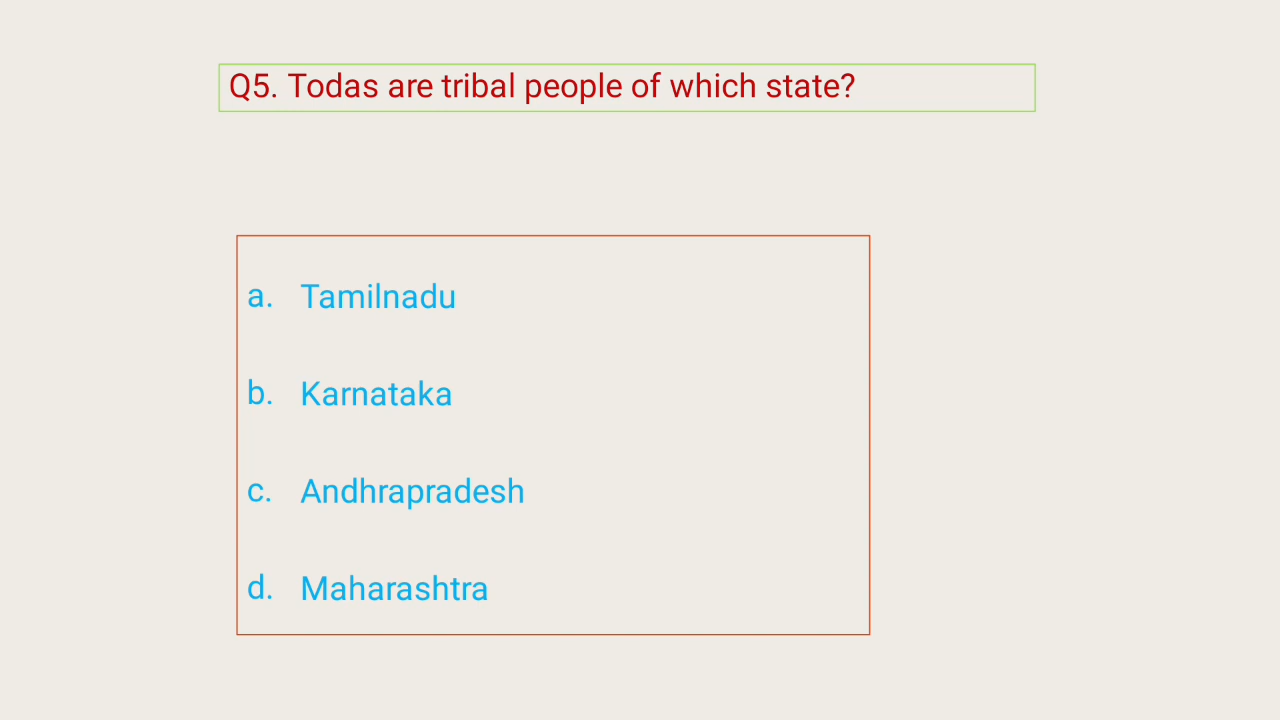 Q5. Todas are tribal people of which state?
a. Tamilnadu
b. Karnataka
c. Andhrapradesh
d. Maharashtra